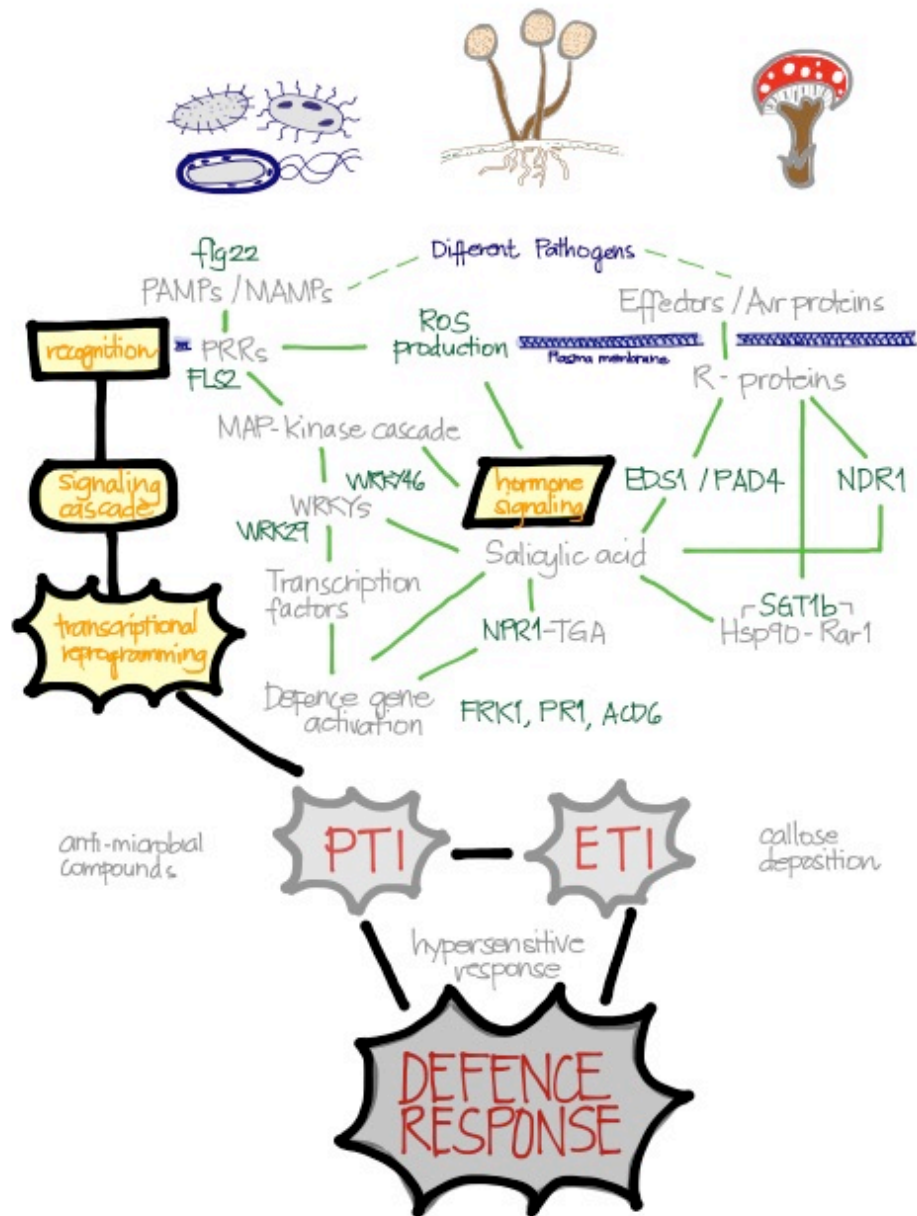 flg22
Different Pathogens
PAMPs / MAMPs
Effectors / Avr proteins
recognition
PRRs
ROS
production
Plasma membrane
FLS2
R-proteins
MAP-kinase cascade
signaling
cascade
WRKY46
hormone
signaling
EDS1 / PAD4
NDR1
WRKYs
WRK29
Salicylic acid
Transcription
factors
transcriptional
reprogramming
NPR1-TGA
SGT1b
Hsp90 - Rar1
Defence gene
activation
FRK1, PR1, ACD6
anti-microbial
compounds
PTI
ETI
callose
deposition
hypersensitive
response
DEFENCE
RESPONSE